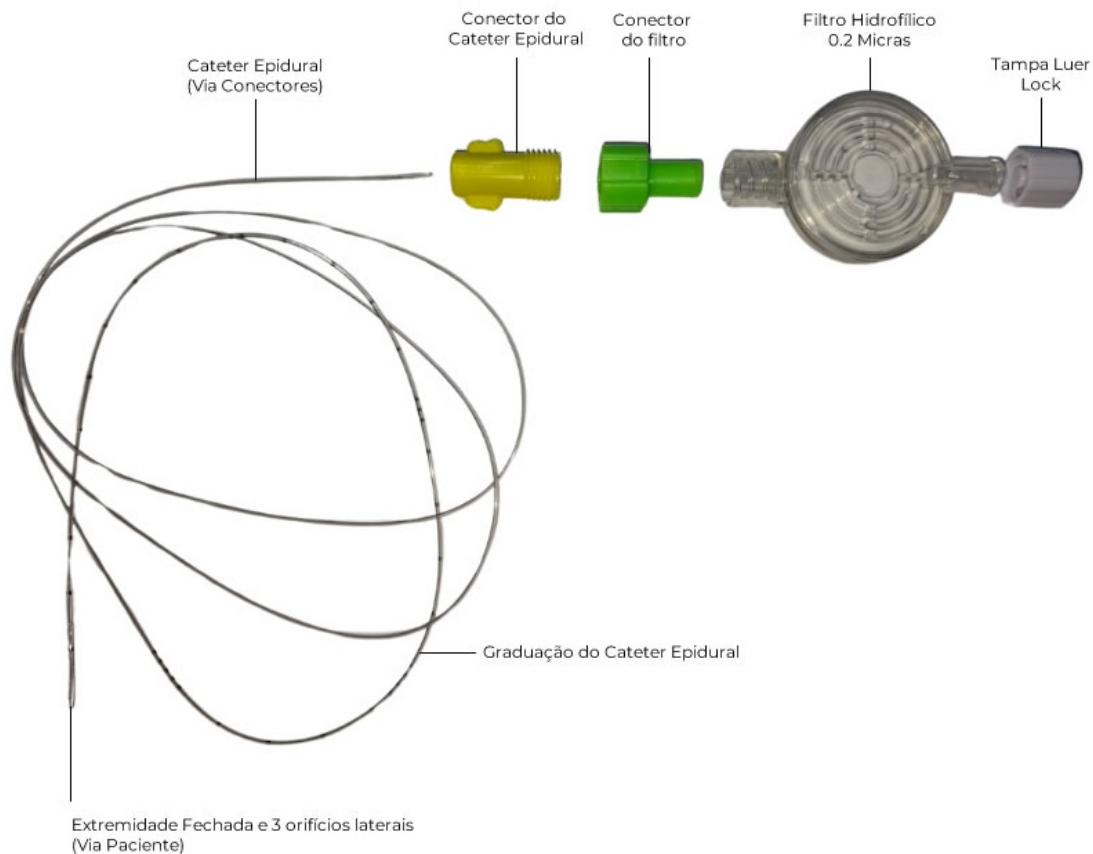 Conector do
Cateter Epidural
Conector
do filtro
Filtro Hidrofílico
0.2 Micras
Tampa Luer
Lock
Cateter Epidural
(Via Conectores)
Graduação do Cateter Epidural
Extremidade Fechada e 3 orifícios laterais
(Via Paciente)